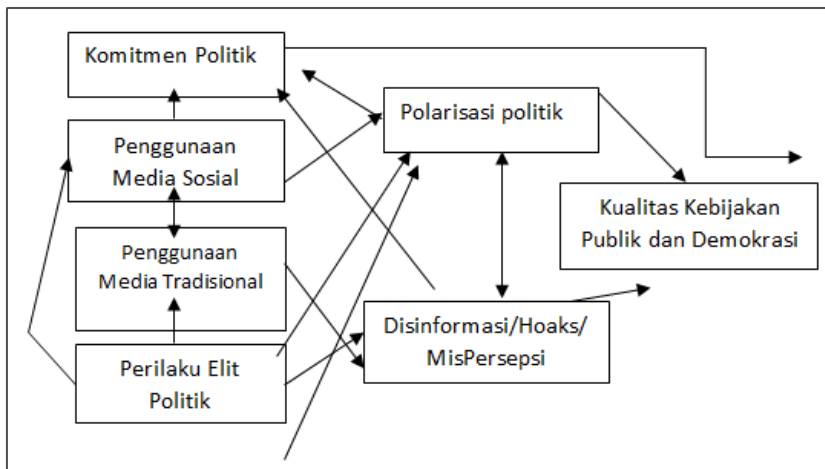 Komitmen Politik
Penggunaan
Media Sosial
Penggunaan
Media Tradisional
Perilaku Elit
Politik
Polarisasi politik
Disinformasi/Hoaks/
MisPersepsi
Kualitas Kebijakan
Publik dan Demokrasi